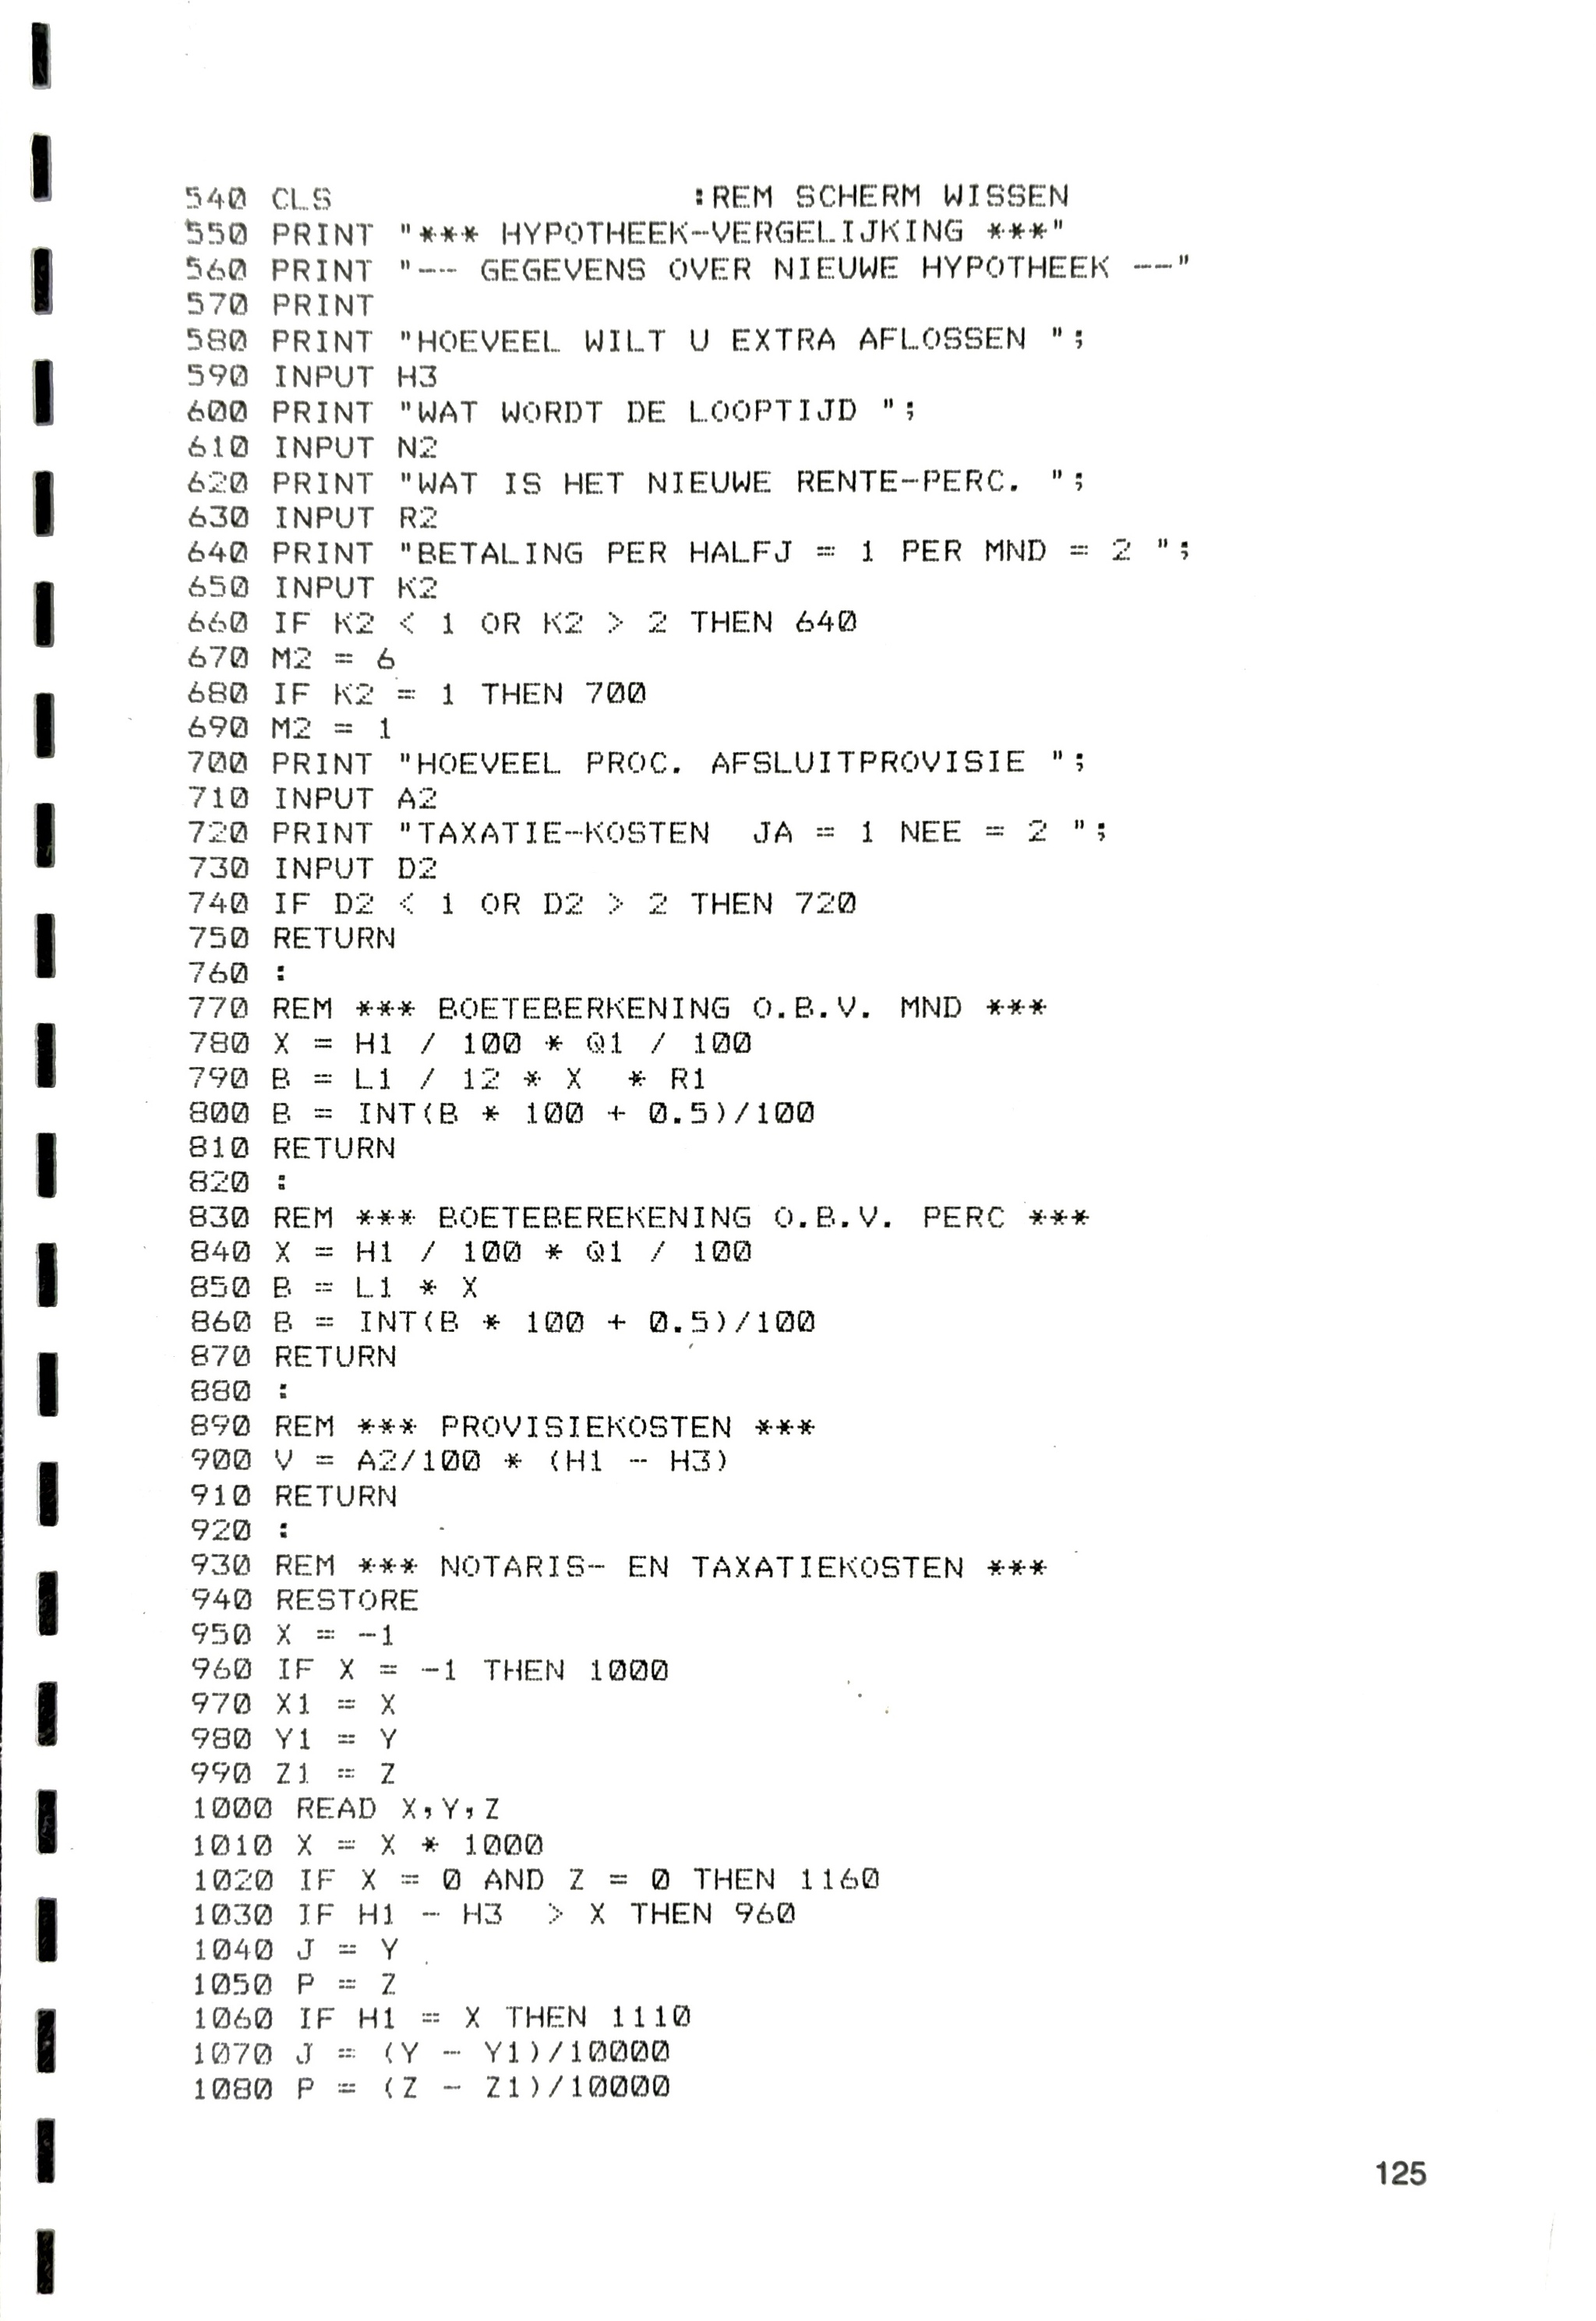 540 CLS                 :REM SCHERM WISSEN
550 PRINT "*** HYPOTHEEK-VERGELIJKING ***"
560 PRINT "-- GEGEVENS OVER NIEUWE HYPOTHEEK --"
570 PRINT
580 PRINT "HOEVEEL WILT U EXTRA AFLOSSEN ";
590 INPUT H3
600 PRINT "WAT WORDT DE LOOPTIJD ";
610 INPUT N2
620 PRINT "WAT IS HET NIEUWE RENTE-PERC. ";
630 INPUT R2
640 PRINT "BETALING PER HALFJ = 1 PER MND = 2 ";
650 INPUT K2
660 IF K2 < 1 OR K2 > 2 THEN 640
670 M2 = 6
680 IF K2 = 1 THEN 700
690 M2 = 1
700 PRINT "HOEVEEL PROC. AFSLUITPROVISIE ";
710 INPUT A2
720 PRINT "TAXATIE-KOSTEN  JA = 1 NEE = 2 ";
730 INPUT D2
740 IF D2 < 1 OR D2 > 2 THEN 720
750 RETURN
760 :
770 REM *** BOETEBERKENING O.B.V. MND ***
780 X = H1 / 100 * Q1 / 100
790 B = L1 / 12 * X  * R1
800 B = INT(B * 100 + 0.5)/100
810 RETURN
820 :
830 REM *** BOETEBEREKENING O.B.V. PERC ***
840 X = H1 / 100 * Q1 / 100
850 B = L1 * X
860 B = INT(B * 100 + 0.5)/100
870 RETURN
880 :
890 REM *** PROVISIEKOSTEN ***
900 V = A2/100 * (H1 - H3)
910 RETURN
920 :
930 REM *** NOTARIS- EN TAXATIEKOSTEN ***
940 RESTORE
950 X = -1
960 IF X = -1 THEN 1000
970 X1 = X
980 Y1 = Y
990 Z1 = Z
1000 READ X,Y,Z
1010 X = X * 1000
1020 IF X = 0 AND Z = 0 THEN 1160
1030 IF H1 - H3  > X THEN 960
1040 J = Y
1050 P = Z
1060 IF H1 = X THEN 1110
1070 J = (Y - Y1)/10000
1080 P = (Z - Z1)/10000
125